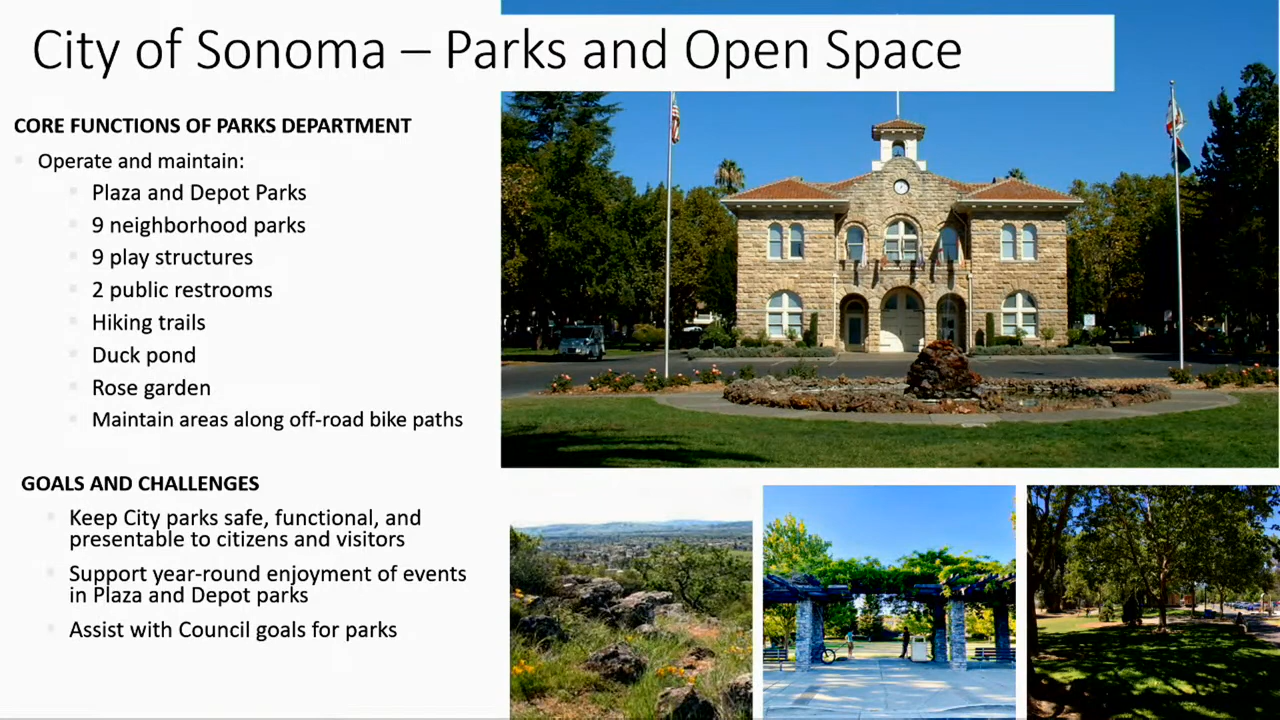 City of Sonoma – Parks and Open Space
CORE FUNCTIONS OF PARKS DEPARTMENT
Operate and maintain:
Plaza and Depot Parks
9 neighborhood parks
9 play structures
2 public restrooms
Hiking trails
Duck pond
Rose garden
Maintain areas along off-road bike paths
GOALS AND CHALLENGES
Keep City parks safe, functional, and
presentable to citizens and visitors
Support year-round enjoyment of events
in Plaza and Depot parks
Assist with Council goals for parks